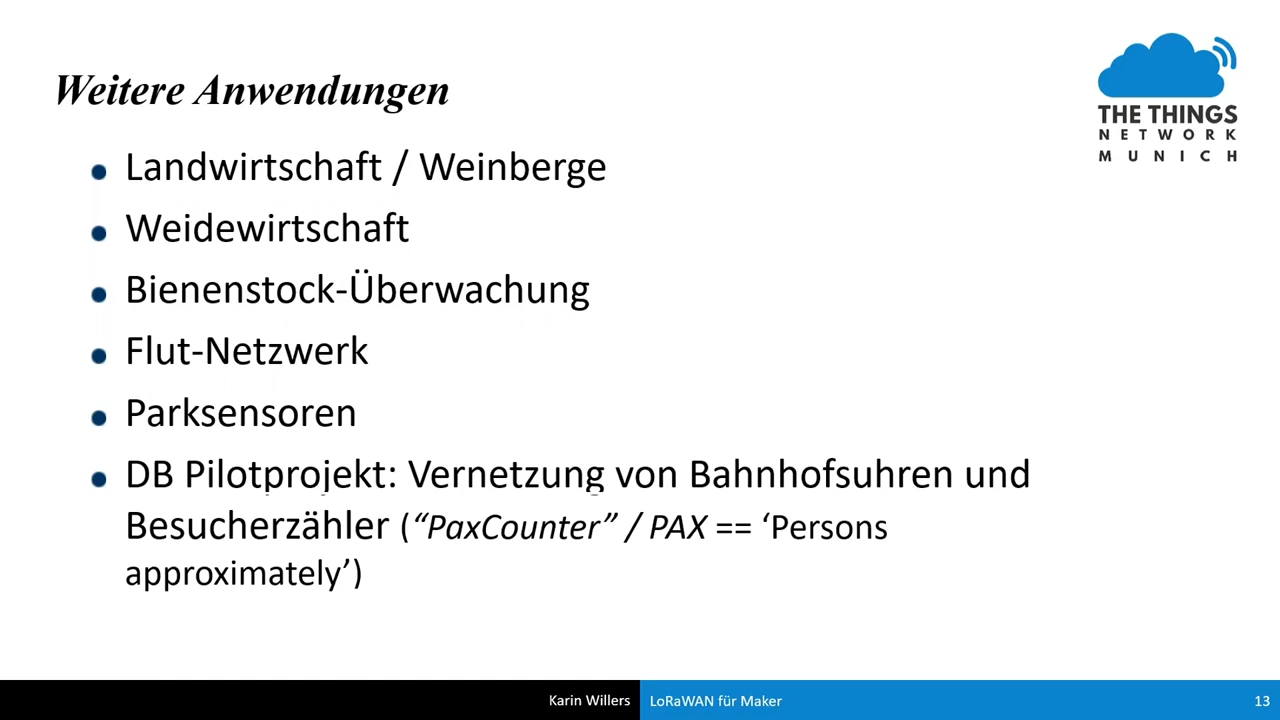 Weitere Anwendungen
THE THINGS
NETWORK
MUNICH
Landwirtschaft / Weinberge
Weidewirtschaft
Bienenstock-Überwachung
Flut-Netzwerk
Parksensoren
DB Pilotprojekt: Vernetzung von Bahnhofsuhren und
Besucherzähler (“PaxCounter” / PAX == ‘Persons
approximately’)
Karin Willers
LoRaWAN für Maker
13